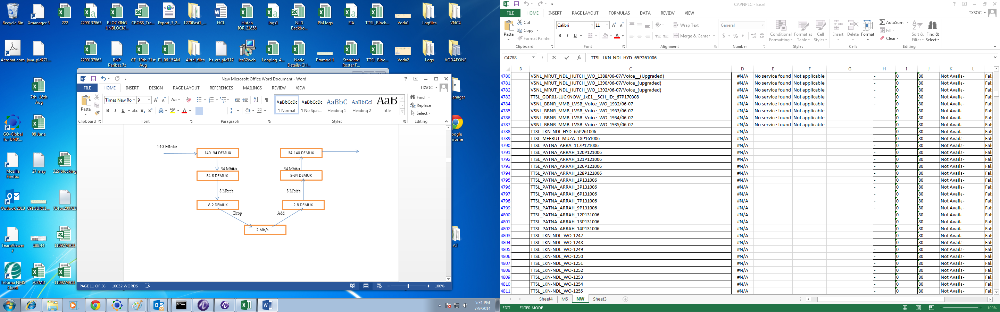 Recycle Bin
Xmanager 3
222
2299137863
BLOCKING UNBLOCKI...
CBOSS_Tra...
Export_3_2...
1270East1_...
HCL
Hutch IOR_21858
logs1
NLD Backbo...
PM logs
SIA
TTSL_Block...
Voda1
Logfiles
VNC4
Acrobat.com
java_pid271...
2299137863
BNP Paribas.7z
CE -19th-31st Aug
F1_06:15AM
Airtel_files
hs_err_pid712
ica32web
Looping-A...
Node Details-CH...
Pramod-1
Standard Roster F...
TTSL-Bloc...
Voda2
Logs
VODAFONE
7th -18th Aug
GO-Global for UNIX...
08 June
Mozilla Firefox
27 may
329 blocking
Outlook 2013
091GURG1...
714oc200713
TeamViewer 7
188.44
1109274911
Telsima NMS Client
202MD
1109274911
anager
oogle
hrome
AT
New Microsoft Office Word Document - Word
FILE HOME INSERT DESIGN PAGE LAYOUT REFERENCES MAILINGS REVIEW VIEW TXSOC
Paste
Times New Ro 9
AaBbCcDc AaBbCcDc AaBbC AaBbCcI AaB
¶ Normal ¶ No Spac... Heading 1 Heading 2 Title
Find
Replace
Select
Clipboard Font Paragraph Styles Editing
140 Mbit/s
140 -34 DEMUX
34-140 DEMUX
34 Mbit/s
34 Mbit/s
34-8 DEMUX
8-34 DEMUX
8 Mbit/s
8 Mbit/s
8-2 DEMUX
2-8 DEMUX
Drop
Add
2 Mb/s
PAGE 11 OF 56 10032 WORDS 100%
5:34 PM
7/9/2014
CAPNPLC - Excel
FILE HOME INSERT PAGE LAYOUT FORMULAS DATA REVIEW VIEW TXSOC
Paste
Cut
Copy
Format Painter
Calibri 11
Wrap Text
Merge & Center
General
Conditional Formatting
Format as Table
Cell Styles
Insert
Delete
Format
AutoSum
Fill
Clear
Sort & Filter
Find & Select
Clipboard Font Alignment Number Styles Cells Editing
C4788 TTSL_LKN-NDL-HYD_65P261006
B C D E F G H I J K L
4780 VSNL_MRUT_NDL_HUTCH_WO_1388/06-07/Voice__(Upgraded) #N/A No service found Not applicable - 0 80 Not Availa - Fals
4781 VSNL_MRUT_NDL_HUTCH_WO_1390/06-07/Voice_(upgraded) #N/A No service found Not applicable - 0 80 Not Availa - Fals
4782 VSNL_MRUT_NDL_HUTCH_WO_1392/06-07/Voice_(upgraded) #N/A No service found Not applicable - 0 80 Not Availa - Fals
4783 TTSL_GOR01-LUCKNOW_1xE1__SCH_ID:_67P170308 #N/A No service found Not applicable - 0 80 Not Availa - Fals
4784 VSNL_BBNR_MMB_LVSB_Voice_WO_1932/06-07 #N/A No service found Not applicable - 0 80 Not Availa - Fals
4785 VSNL_BBNR_MMB_LVSB_Voice_WO_1933/06-07 #N/A No service found Not applicable - 0 80 Not Availa - Fals
4786 VSNL_BBNR_MMB_LVSB_Voice_WO_1934/06-07 #N/A No service found Not applicable - 0 80 Not Availa - Fals
4787 VSNL_BBNR_MMB_LVSB_Voice_WO_1935/06-07 #N/A No service found Not applicable - 0 80 Not Availa - Fals
4788 TTSL_LKN-NDL-HYD_65P261006 #N/A - 0 80 Not Availa - Fals
4789 TTSL_MEERUT_MUZA_18P161006 #N/A - 0 80 Not Availa - Fals
4790 TTSL_PATNA_ARRA_117P121006 #N/A - 0 80 Not Availa - Fals
4791 TTSL_PATNA_ARRAH_120P121006 #N/A - 0 80 Not Availa - Fals
4792 TTSL_PATNA_ARRAH_121P121006 #N/A - 0 80 Not Availa - Fals
4793 TTSL_PATNA_ARRAH_126P121006 #N/A - 0 80 Not Availa - Fals
4794 TTSL_PATNA_ARRAH_128P121006 #N/A - 0 80 Not Availa - Fals
4795 TTSL_PATNA_ARRAH_1P131006 #N/A - 0 80 Not Availa - Fals
4796 TTSL_PATNA_ARRAH_3P131006 #N/A - 0 80 Not Availa - Fals
4797 TTSL_PATNA_ARRAH_6P131006 #N/A - 0 80 Not Availa - Fals
4798 TTSL_PATNA_ARRAH_7P131006 #N/A - 0 80 Not Availa - Fals
4799 TTSL_PATNA_ARRAH_9P131006 #N/A - 0 80 Not Availa - Fals
4800 TTSL_PATNA_ARRAH_12P131006 #N/A - 0 80 Not Availa - Fals
4801 TTSL_PATNA_ARRAH_13P131006 #N/A - 0 80 Not Availa - Fals
4802 TTSL_PATNA_ARRAH_14P131006 #N/A - 0 80 Not Availa - Fals
4803 TTSL_LKN-NDL_WO-1247 #N/A - 0 80 Not Availa - Fals
4804 TTSL_LKN-NDL_WO-1248 #N/A - 0 80 Not Availa - Fals
4805 TTSL_LKN-NDL_WO-1249 #N/A - 0 80 Not Availa - Fals
4806 TTSL_LKN-NDL_WO-1250 #N/A - 0 80 Not Availa - Fals
4807 TTSL_LKN-NDL_WO-1251 #N/A - 0 80 Not Availa - Fals
4808 TTSL_LKN-NDL_WO-1252 #N/A - 0 80 Not Availa - Fals
4809 TTSL_LKN-NDL_WO-1253 #N/A - 0 80 Not Availa - Fals
4810 TTSL_LKN-NDL_WO-1254 #N/A - 0 80 Not Availa - Fals
4811 TTSL_LKN-NDL_WO-1255 #N/A - 0 80 Not Availa - Fals
Sheet4 M6 NW Sheet3
EDIT FILTER MODE 100%